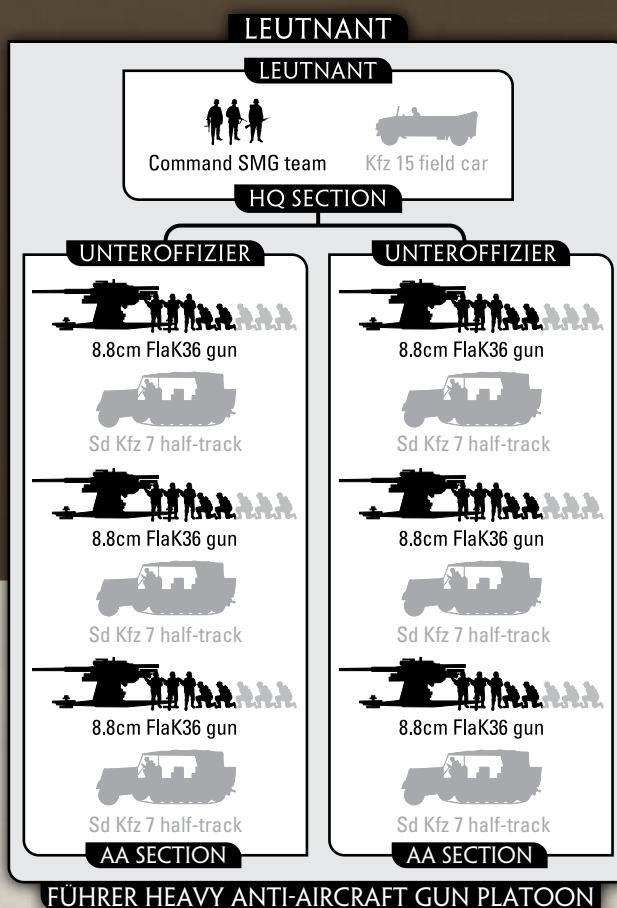 LEUTNANT
LEUTNANT
Command SMG team
Kfz 15 field car
HQ SECTION
UNTEROFFIZIER
8.8cm FlaK36 gun
Sd Kfz 7 half-track
8.8cm FlaK36 gun
Sd Kfz 7 half-track
8.8cm FlaK36 gun
Sd Kfz 7 half-track
AA SECTION
UNTEROFFIZIER
8.8cm FlaK36 gun
Sd Kfz 7 half-track
8.8cm FlaK36 gun
Sd Kfz 7 half-track
8.8cm FlaK36 gun
Sd Kfz 7 half-track
AA SECTION
FÜHRER HEAVY ANTI-AIRCRAFT GUN PLATOON